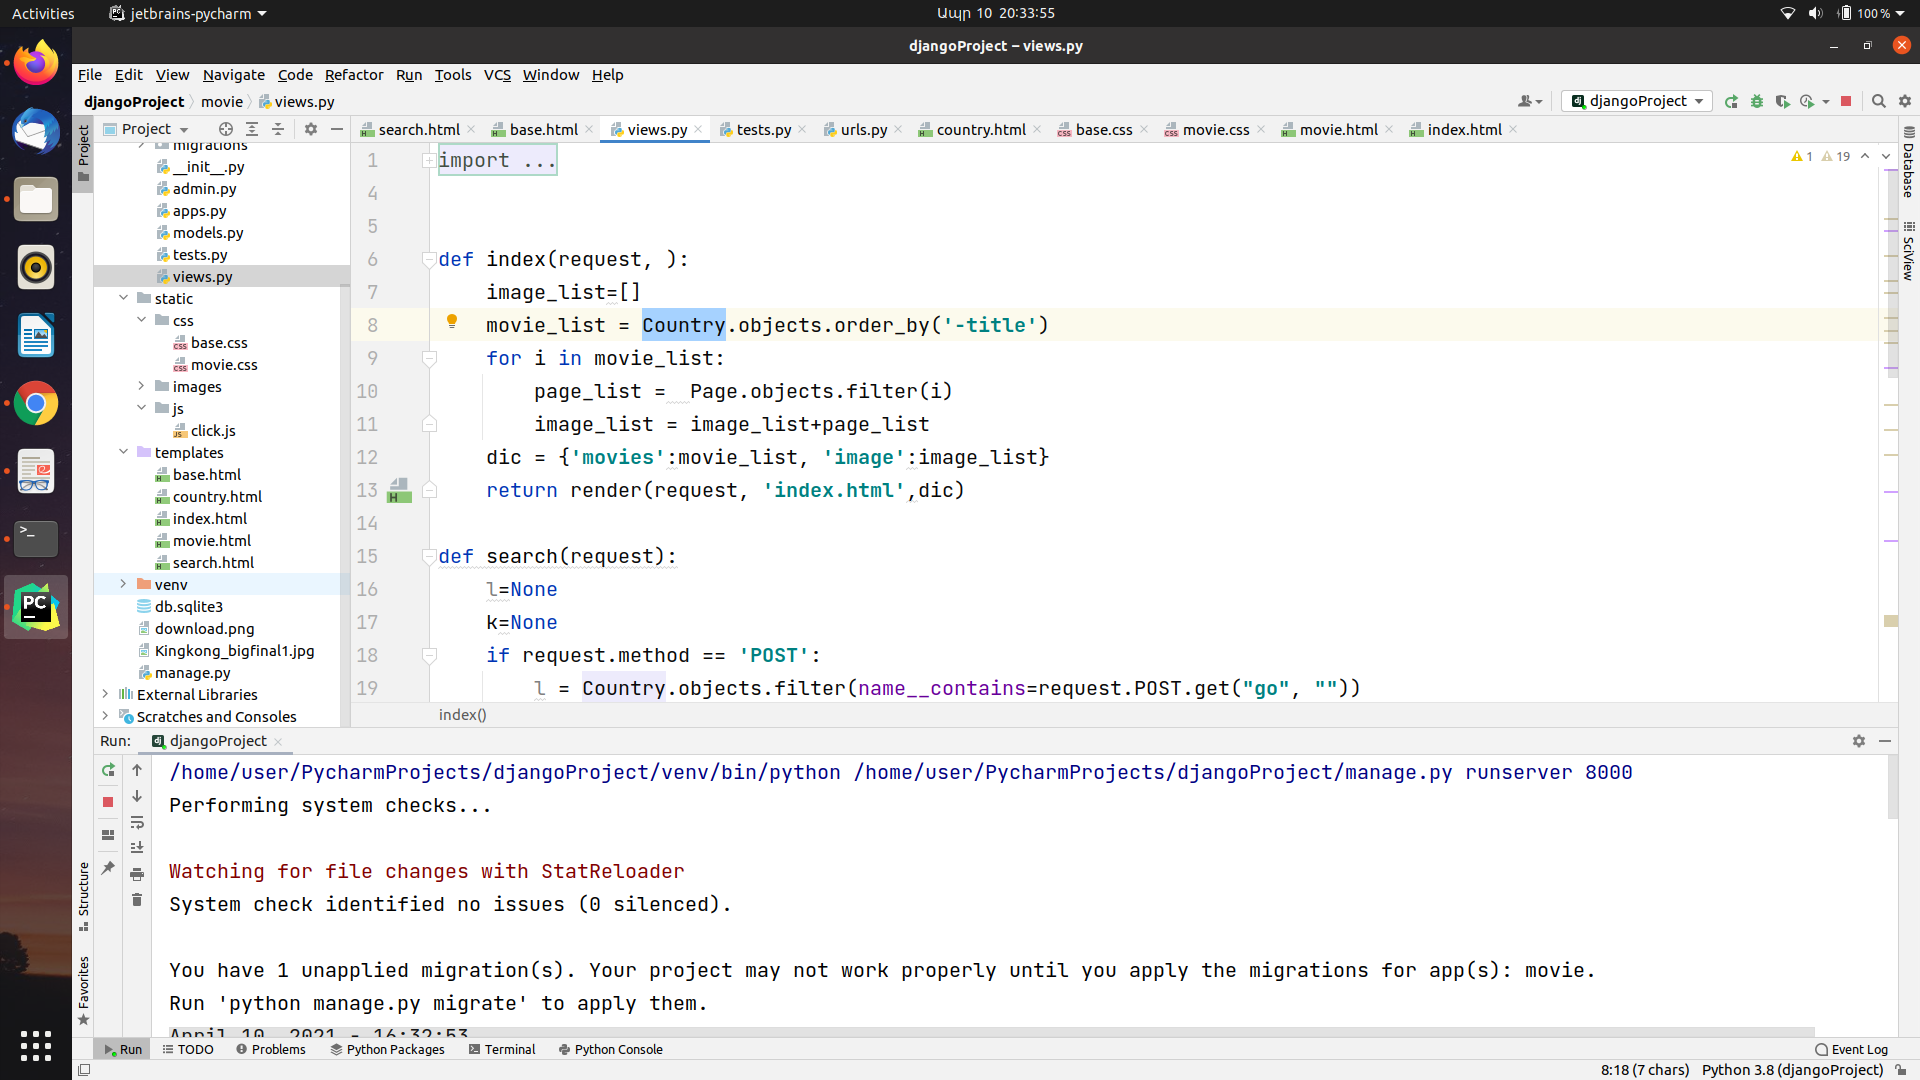 Activities jetbrains-pycharm Ապր 10 20:33:55 100 %
djangoProject – views.py
File Edit View Navigate Code Refactor Run Tools VCS Window Help
djangoProject movie views.py djangoProject
Project search.html base.html views.py tests.py urls.py country.html base.css movie.css movie.html index.html
Project
migrations
__init__.py
admin.py
apps.py
models.py
tests.py
views.py
static
css
base.css
movie.css
images
js
click.js
templates
base.html
country.html
index.html
movie.html
search.html
venv
db.sqlite3
download.png
Kingkong_bigfinal1.jpg
manage.py
External Libraries
Scratches and Consoles
1 import ...
1 19
4
5
6 def index(request, ):
7 image_list=[]
8 movie_list = Country.objects.order_by('-title')
9 for i in movie_list:
10 page_list =  Page.objects.filter(i)
11 image_list = image_list+page_list
12 dic = {'movies':movie_list, 'image':image_list}
13 return render(request, 'index.html',dic)
14
15 def search(request):
16 l=None
17 k=None
18 if request.method == 'POST':
19 l = Country.objects.filter(name__contains=request.POST.get("go", ""))
index()
Database
SciView
Run: djangoProject
/home/user/PycharmProjects/djangoProject/venv/bin/python /home/user/PycharmProjects/djangoProject/manage.py runserver 8000
Performing system checks...
Watching for file changes with StatReloader
System check identified no issues (0 silenced).
You have 1 unapplied migration(s). Your project may not work properly until you apply the migrations for app(s): movie.
Run 'python manage.py migrate' to apply them.
April 10, 2021 - 16:32:53
Structure
Favorites
Run TODO Problems Python Packages Terminal Python Console Event Log
8:18 (7 chars) Python 3.8 (djangoProject)